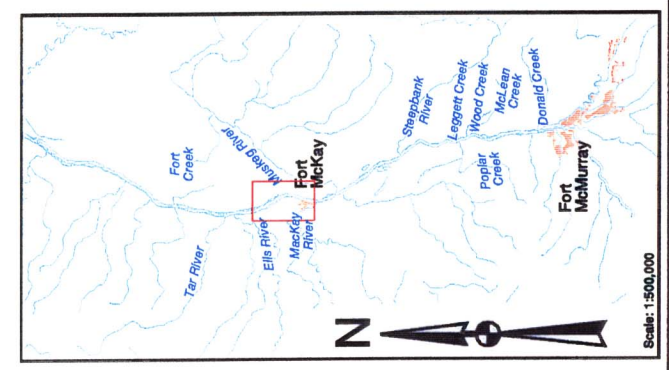 Fort
Creek
Muskeg River
Tar River
Ells River
MacKay
River
Fort
McKay
Steepbank
River
Leggett Creek
Wood Creek
McLean
Creek
Donald Creek
Poplar
Creek
Fort
McMurray
N
Scale: 1:500,000